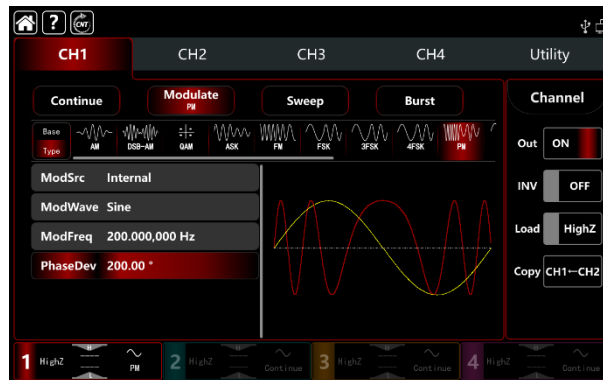 ? CNT
CH1 CH2 CH3 CH4 Utility
Continue Modulate Sweep Burst Channel
PM
Base
Type
AM DSB-AM QAM ASK FM FSK 3FSK 4FSK PM
Out ON
ModSrc Internal
INV OFF
ModWave Sine
ModFreq 200.000,000 Hz
Load HighZ
PhaseDev 200.00 °
Copy CH1←CH2
1 HighZ H L PM 2 HighZ Continue 3 HighZ Continue 4 HighZ Continue